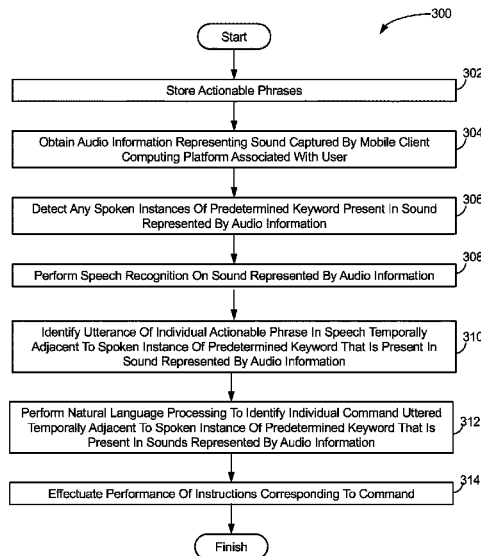 300
Start
302
Store Actionable Phrases
304
Obtain Audio Information Representing Sound Captured By Mobile Client
Computing Platform Associated With User
306
Detect Any Spoken Instances Of Predetermined Keyword Present In Sound
Represented By Audio Information
308
Perform Speech Recognition On Sound Represented By Audio Information
310
Identify Utterance Of Individual Actionable Phrase In Speech Temporally
Adjacent To Spoken Instance Of Predetermined Keyword That Is Present In
Sound Represented By Audio Information
312
Perform Natural Language Processing To Identify Individual Command Uttered
Temporally Adjacent To Spoken Instance Of Predetermined Keyword That Is
Present In Sounds Represented By Audio Information
314
Effectuate Performance Of Instructions Corresponding To Command
Finish